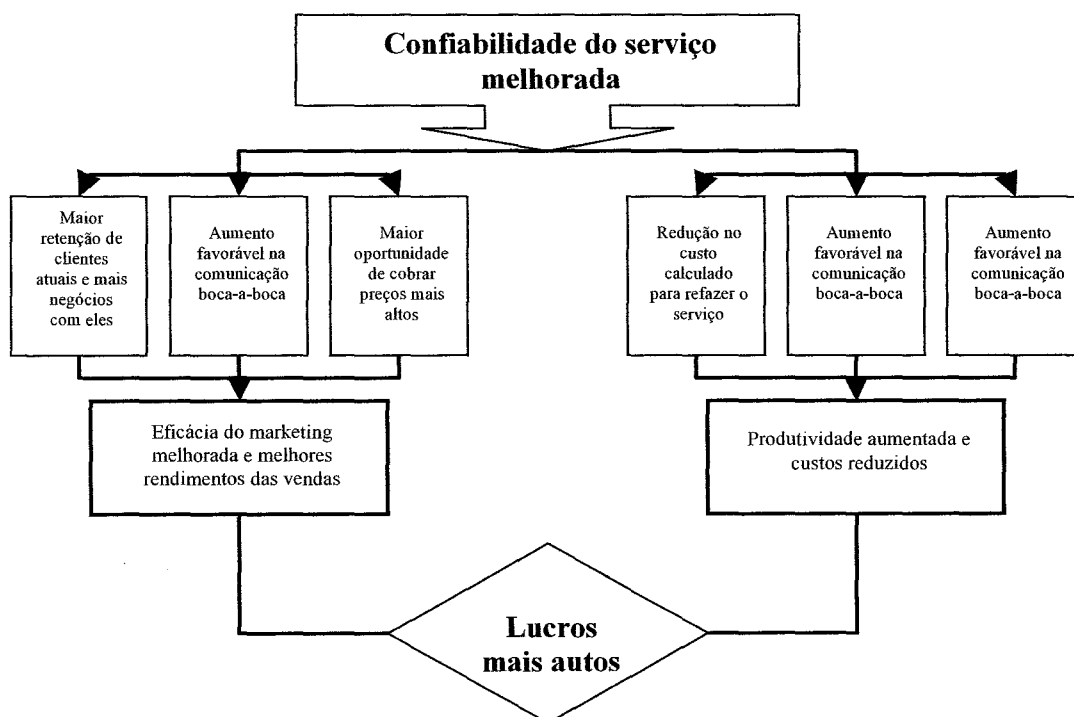 Confiabilidade do serviço
melhorada
Maior
retenção de
clientes
atuais e mais
negócios
com eles
Aumento
favorável na
comunicação
boca-a-boca
Maior
oportunidade
de cobrar
preços mais
altos
Redução no
custo
calculado
para refazer o
serviço
Aumento
favorável na
comunicação
boca-a-boca
Aumento
favorável na
comunicação
boca-a-boca
Eficácia do marketing
melhorada e melhores
rendimentos das vendas
Produtividade aumentada e
custos reduzidos
Lucros
mais autos